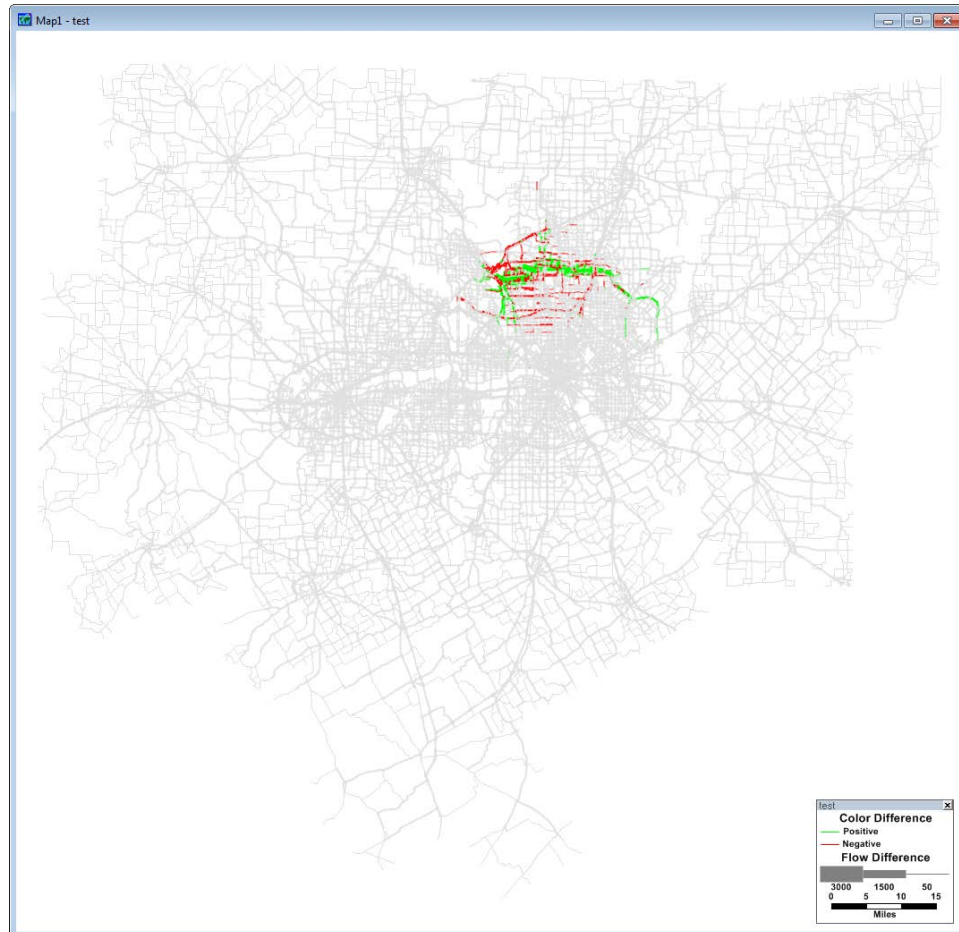 Map1 - test
test
Color Difference
Positive
Negative
Flow Difference
3000 1500 50
0 5 10 15
Miles